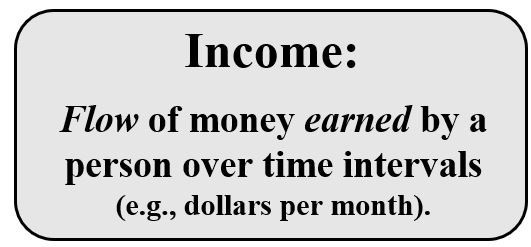 Income:
Flow of money earned by a
person over time intervals
(e.g., dollars per month).